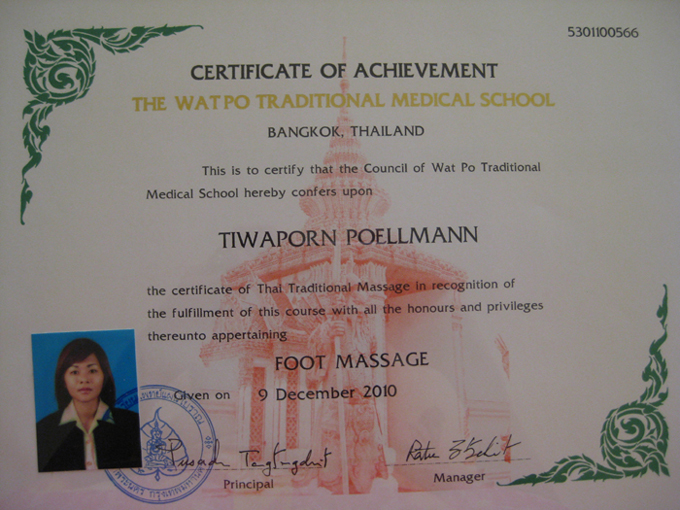 5301100566
CERTIFICATE OF ACHIEVEMENT
THE WAT PO TRADITIONAL MEDICAL SCHOOL
BANGKOK, THAILAND
This is to certify that the Council of Wat Po Traditional
Medical School hereby confers upon
TIWAPORN POELLMANN
the certificate of Thai Traditional Massage in recognition of
the fulfillment of this course with all the honours and privileges
thereunto appertaining
FOOT MASSAGE
Given on 9 December 2010
Principal
Manager